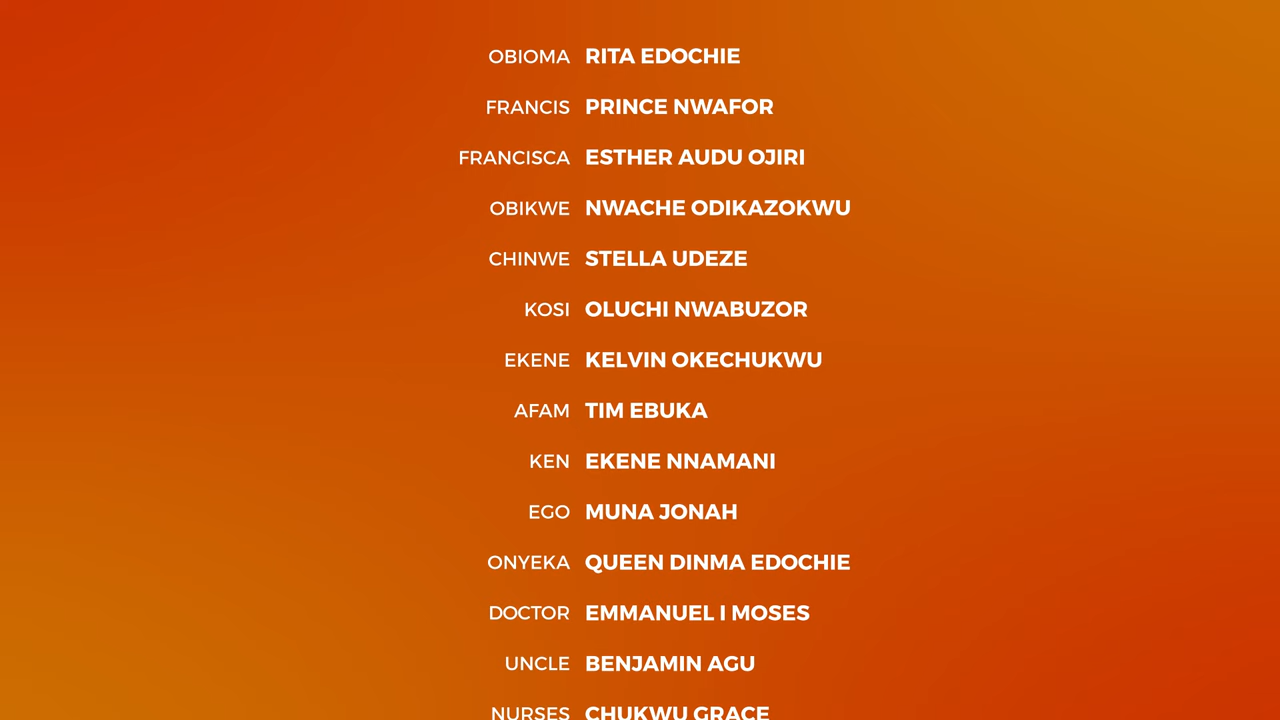 OBIOMA RITA EDOCHIE
FRANCIS PRINCE NWAFOR
FRANCISCA ESTHER AUDU OJIRI
OBIKWE NWACHE ODIKAZOKWU
CHINWE STELLA UDEZE
KOSI OLUCHI NWABUZOR
EKENE KELVIN OKECHUKWU
AFAM TIM EBUKA
KEN EKENE NNAMANI
EGO MUNA JONAH
ONYEKA QUEEN DINMA EDOCHIE
DOCTOR EMMANUEL I MOSES
UNCLE BENJAMIN AGU
NURSES CHUKWU GRACE